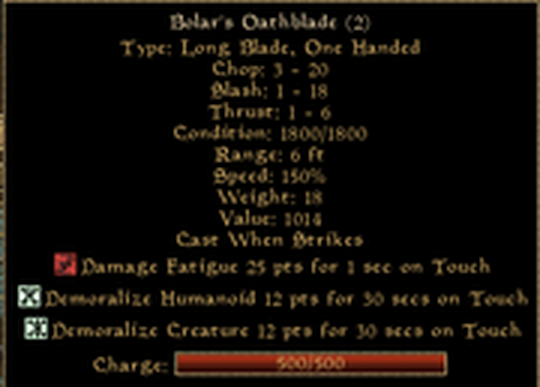 Bolar's Oathblade (2)
Type: Long Blade, One Handed
Chop: 3 - 20
Slash: 1 - 18
Thrust: 1 - 6
Condition: 1800/1800
Range: 6 ft
Speed: 150%
Weight: 18
Value: 1014
Cast When Strikes
Damage Fatigue 25 pts for 1 sec on Touch
Demoralize Humanoid 12 pts for 30 secs on Touch
Demoralize Creature 12 pts for 30 secs on Touch
Charge: 500/500